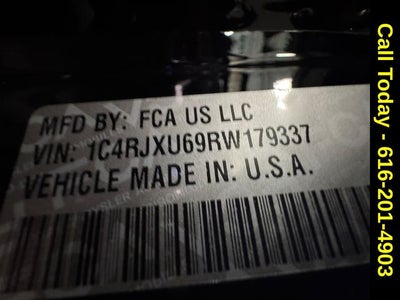 MFD BY: FCA US LLC
VIN: 1C4RJXU69RW179337
VEHICLE MADE IN: U.S.A.
Call Today - 616-201-4903